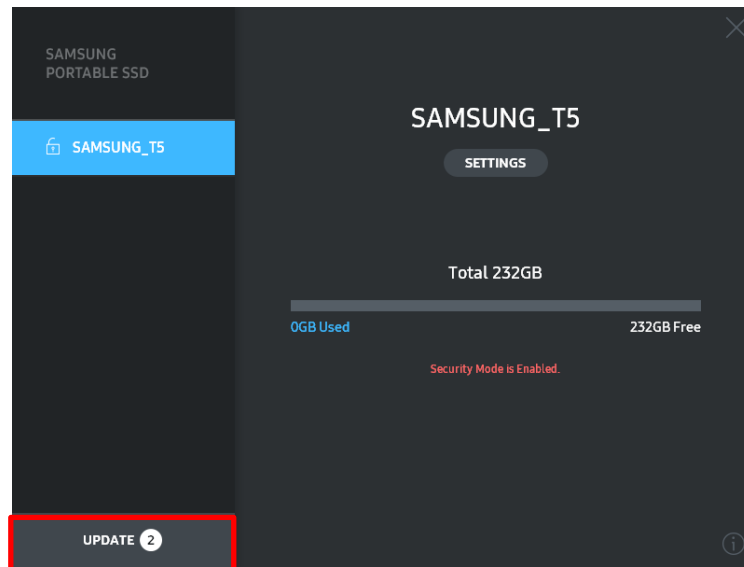 SAMSUNG
PORTABLE SSD
SAMSUNG_T5
SAMSUNG_T5
SETTINGS
Total 232GB
0GB Used
232GB Free
Security Mode is Enabled.
UPDATE 2